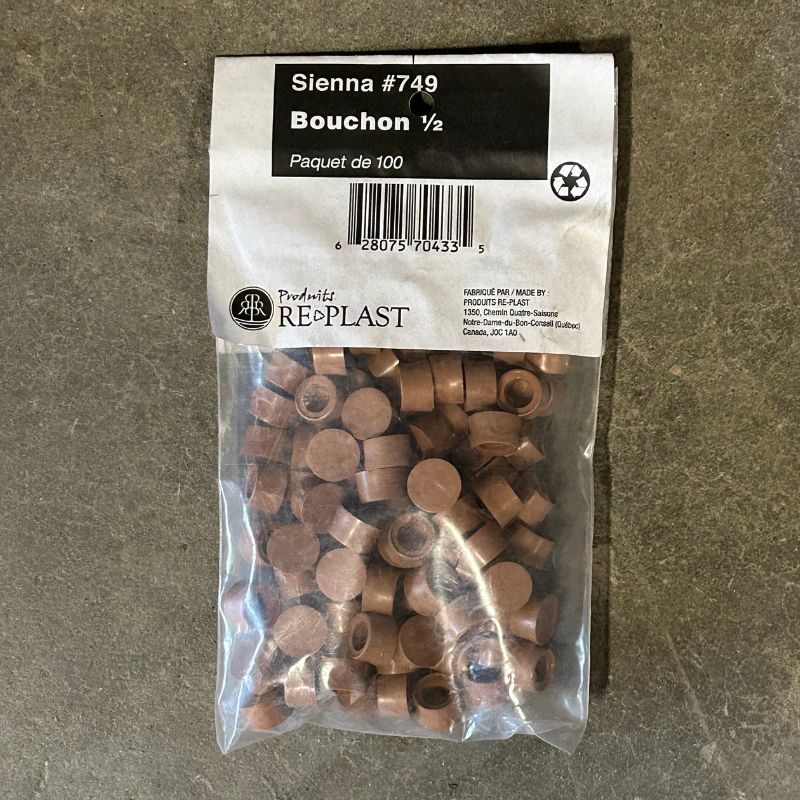 Sienna #749
Bouchon ½
Paquet de 100
6 28075 70433 5
Produits
RE-PLAST
FABRIQUÉ PAR / MADE BY :
PRODUITS RE-PLAST
1350, Chemin Quatre-Saisons
Notre-Dame-du-Bon-Conseil (Québec)
Canada, J0C 1A0